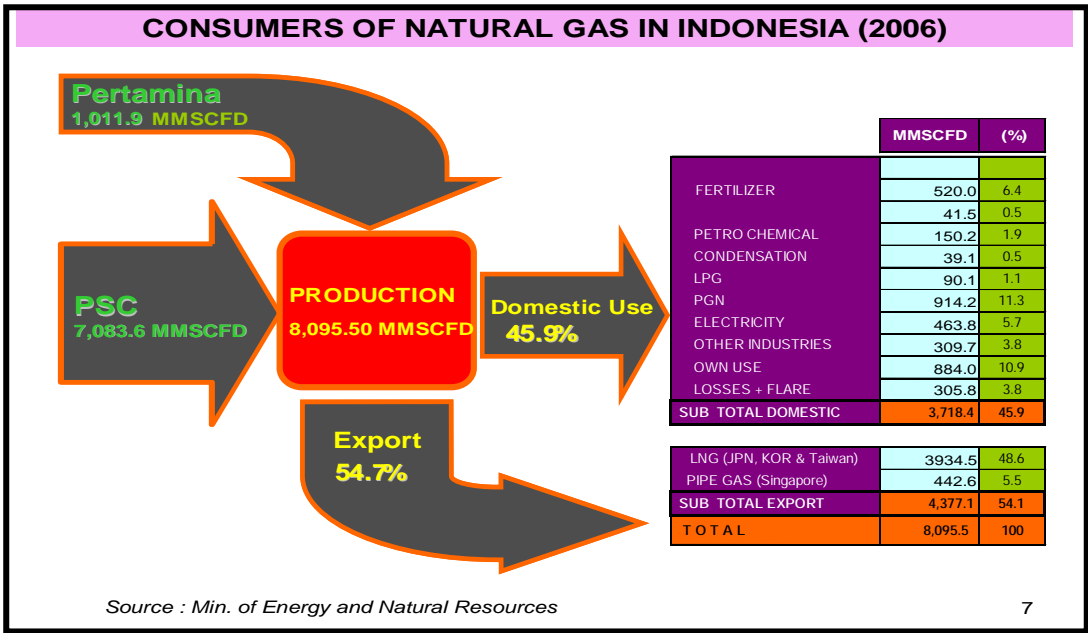 CONSUMERS OF NATURAL GAS IN INDONESIA (2006)
Pertamina
1,011.9 MMSCFD
PSC
7,083.6 MMSCFD
PRODUCTION
8,095.50 MMSCFD
Domestic Use
45.9%
Export
54.7%
MMSCFD (%)
FERTILIZER 520.0 6.4
41.5 0.5
PETRO CHEMICAL 150.2 1.9
CONDENSATION 39.1 0.5
LPG 90.1 1.1
PGN 914.2 11.3
ELECTRICITY 463.8 5.7
OTHER INDUSTRIES 309.7 3.8
OWN USE 884.0 10.9
LOSSES + FLARE 305.8 3.8
SUB TOTAL DOMESTIC 3,718.4 45.9
LNG (JPN, KOR & Taiwan) 3934.5 48.6
PIPE GAS (Singapore) 442.6 5.5
SUB TOTAL EXPORT 4,377.1 54.1
T O T A L 8,095.5 100
Source : Min. of Energy and Natural Resources
7